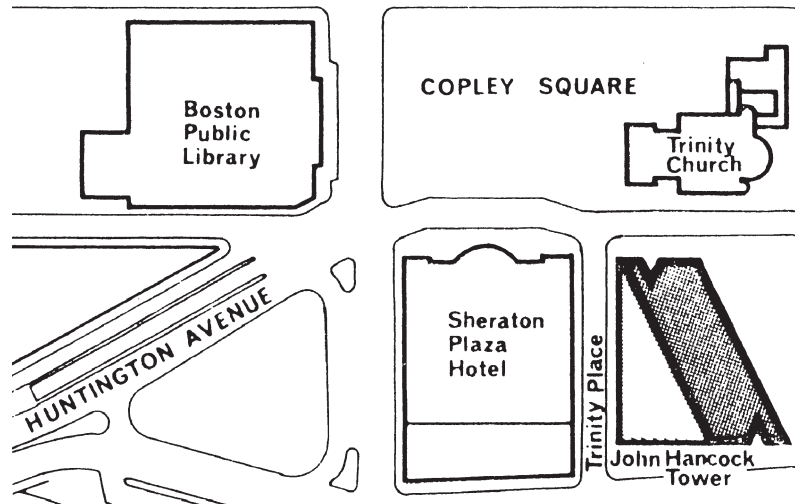 COPLEY SQUARE
Boston
Public
Library
Trinity
Church
HUNTINGTON AVENUE
Sheraton
Plaza
Hotel
Trinity Place
John Hancock
Tower